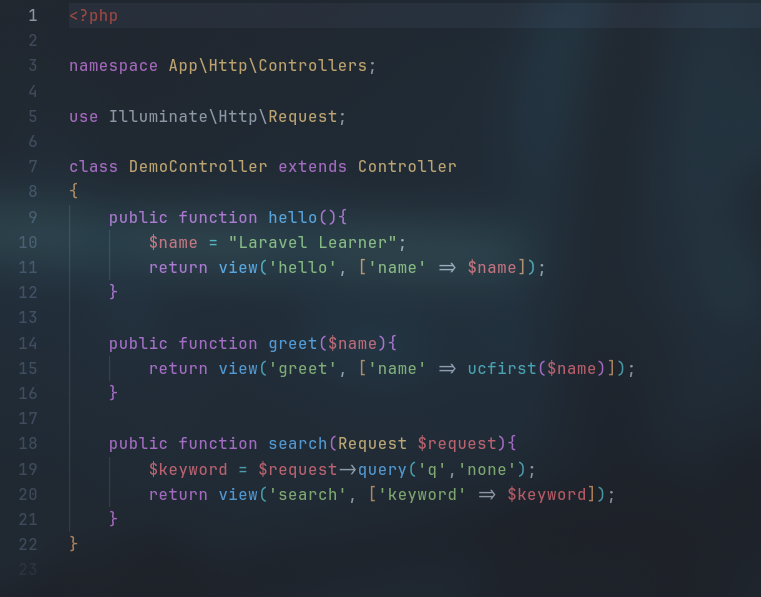 1 <?php
2
3 namespace App\Http\Controllers;
4
5 use Illuminate\Http\Request;
6
7 class DemoController extends Controller
8 {
9     public function hello(){
10         $name = "Laravel Learner";
11         return view('hello', ['name' => $name]);
12     }
13
14     public function greet($name){
15         return view('greet', ['name' => ucfirst($name)]);
16     }
17
18     public function search(Request $request){
19         $keyword = $request->query('q','none');
20         return view('search', ['keyword' => $keyword]);
21     }
22 }
23